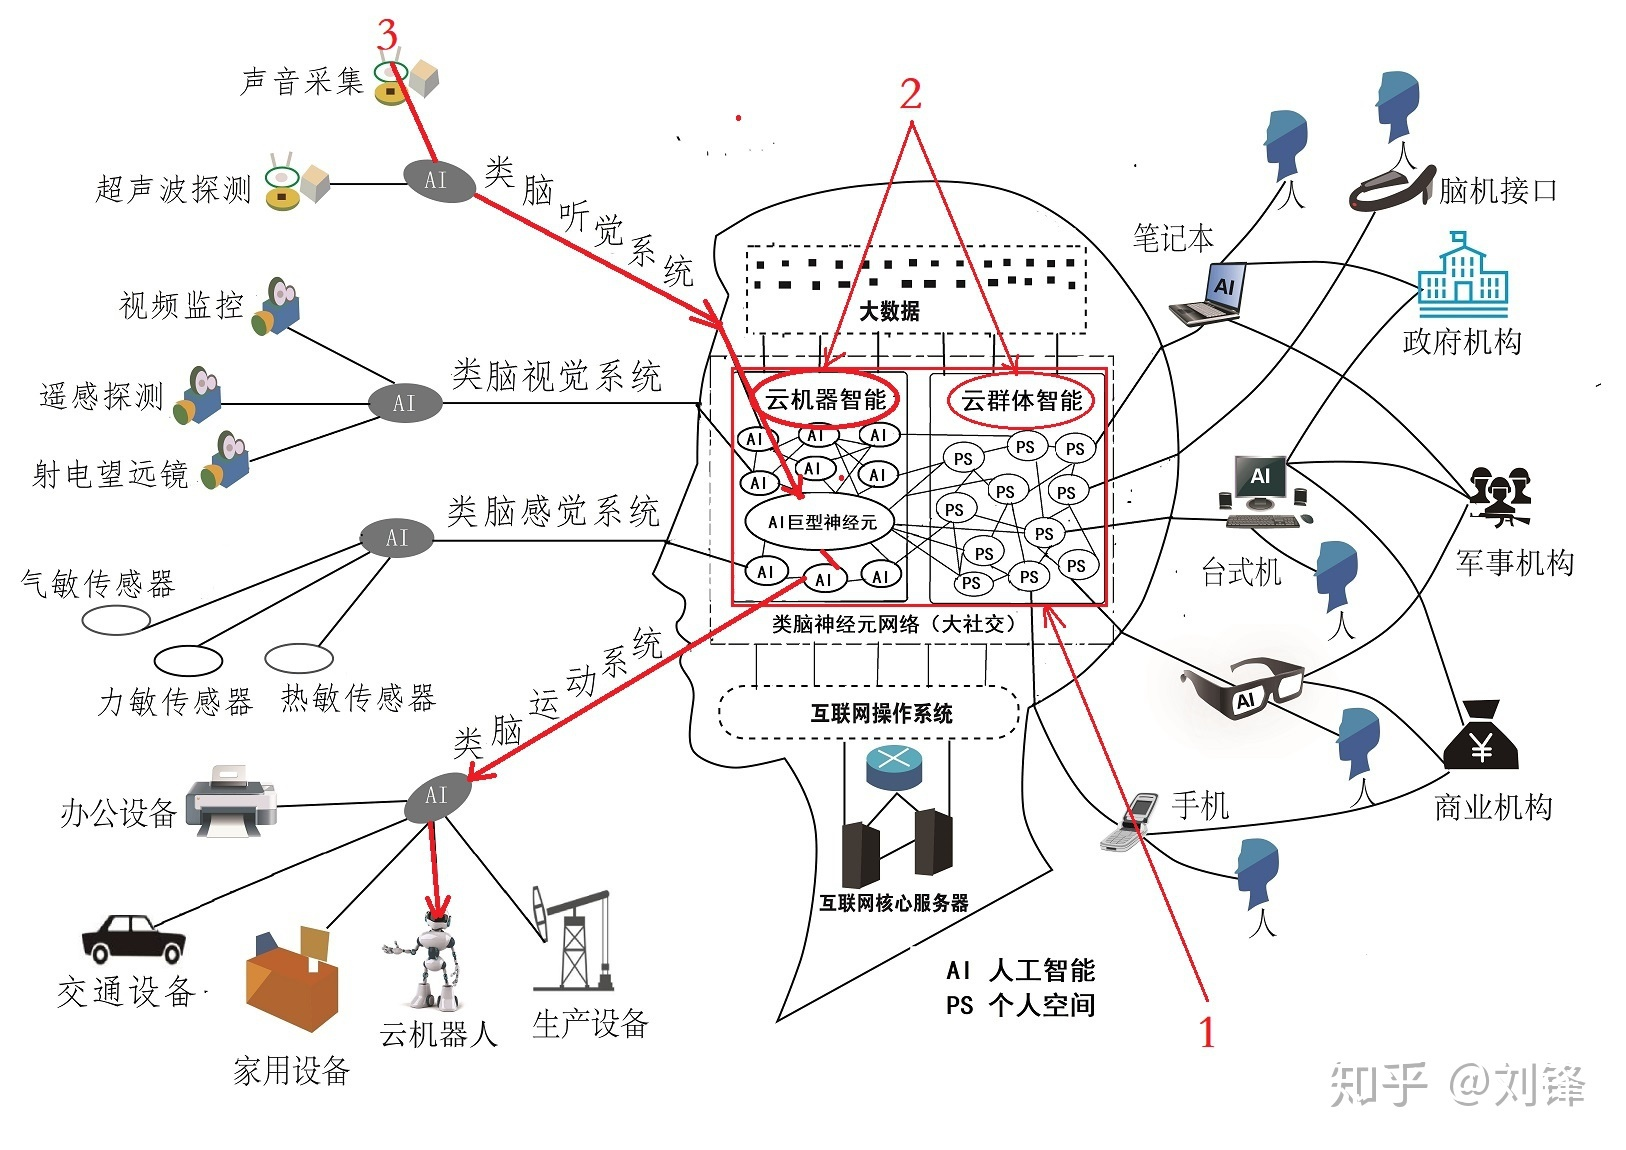 3
声音采集
2
超声波探测
AI
类脑听觉系统
人
人
脑机接口
笔记本
AI
政府机构
视频监控
遥感探测
射电望远镜
AI
类脑视觉系统
大数据
云机器智能
云群体智能
AI
AI
AI
AI
AI
AI
AI巨型神经元
AI
AI
AI
PS
PS
PS
PS
PS
PS
PS
PS
PS
PS
PS
类脑神经元网络（大社交）
AI
台式机
人
军事机构
类脑感觉系统
AI
气敏传感器
力敏传感器
热敏传感器
类脑运动系统
互联网操作系统
AI
人
¥
商业机构
手机
人
办公设备
AI
互联网核心服务器
交通设备
家用设备
云机器人
生产设备
AI 人工智能
PS 个人空间
1
知乎 @刘锋